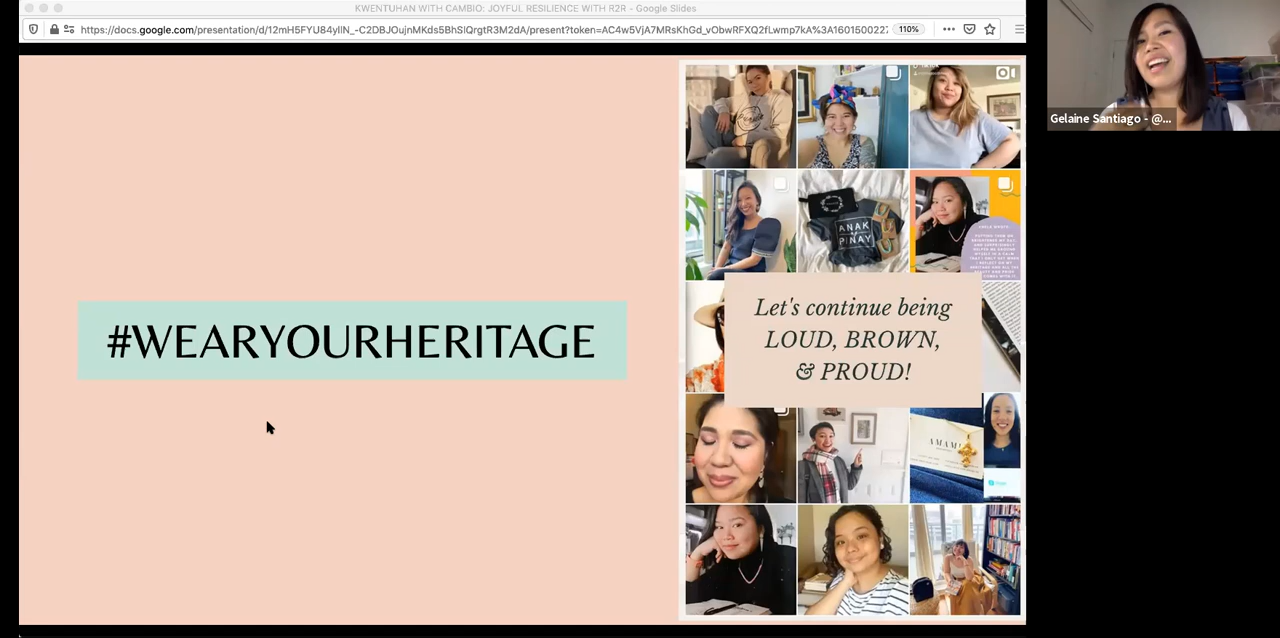 KWENTUHAN WITH CAMBIO: JOYFUL RESILIENCE WITH R2R - Google Slides
110%
Gelaine Santiago - @...
#WEARYOURHERITAGE
ANAK
PINAY
Let's continue being
LOUD, BROWN,
& PROUD!